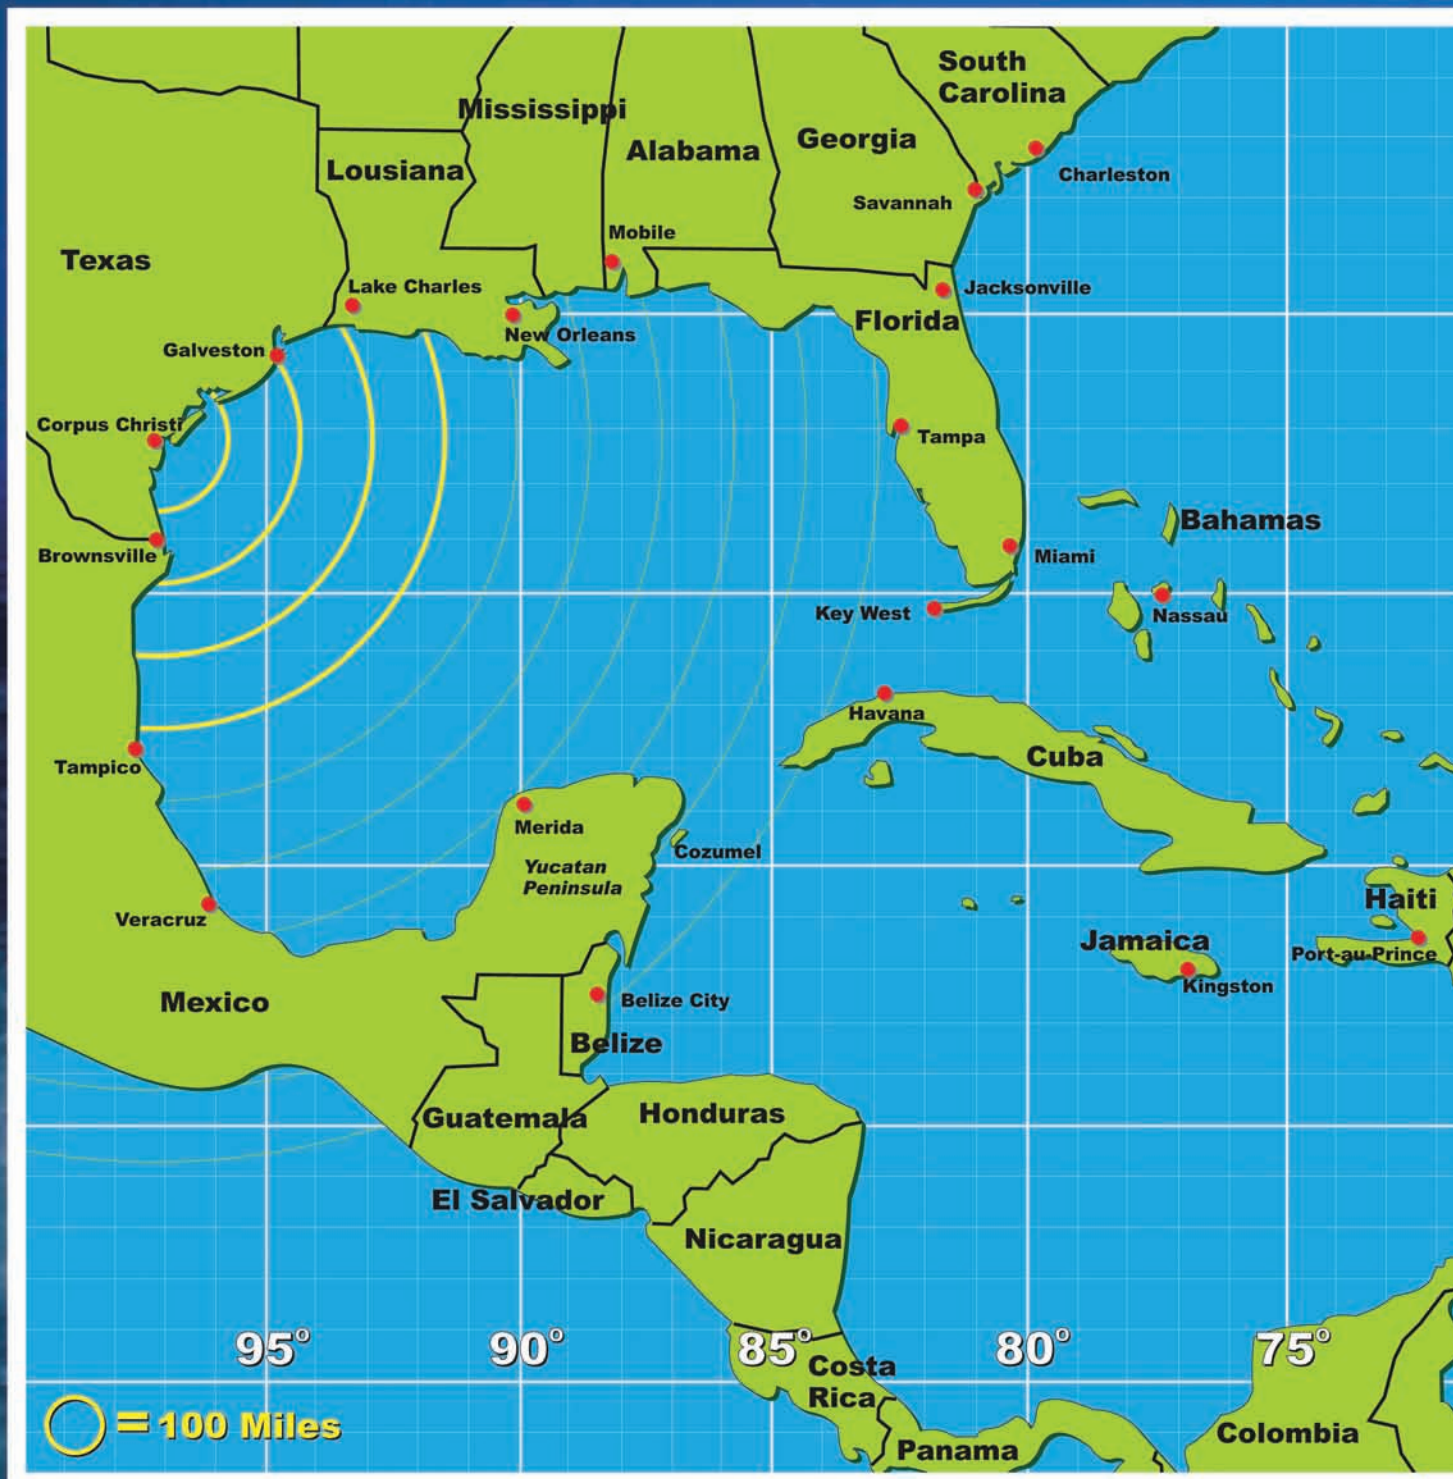 South
Carolina
Mississippi
Georgia
Alabama
Lousiana
Charleston
Savannah
Mobile
Texas
Lake Charles
Jacksonville
Florida
New Orleans
Galveston
Corpus Christi
Tampa
Bahamas
Brownsville
Miami
Key West
Nassau
Havana
Cuba
Tampico
Merida
Cozumel
Yucatan
Peninsula
Haiti
Veracruz
Jamaica
Port-au-Prince
Kingston
Mexico
Belize City
Belize
Guatemala
Honduras
El Salvador
Nicaragua
95° 90° 85° 80° 75°
Costa
Rica
= 100 Miles
Colombia
Panama